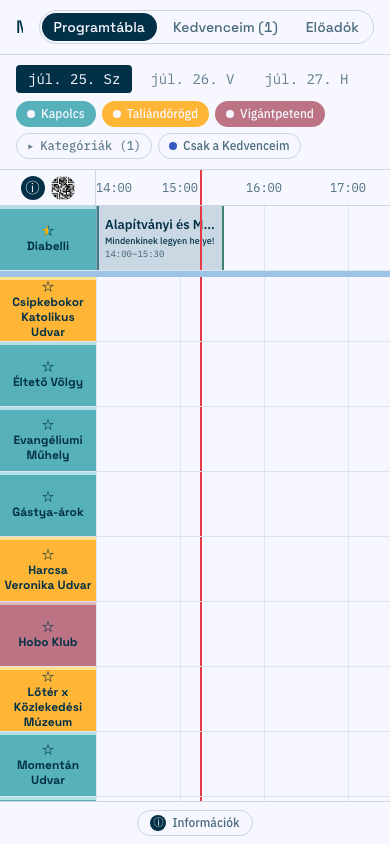 Programtábla Kedvenceim (1) Előadók
júl. 25. Sz júl. 26. V júl. 27. H
Kapolcs Taliándörögd Vigántpetend
▸ Kategóriák (1) Csak a Kedvenceim
14:00 15:00 16:00 17:00
Diabelli
Alapítványi és M...
Mindenkinek legyen helye!
14:00–15:30
Csipkebokor
Katolikus
Udvar
Éltető Völgy
Evangéliumi
Műhely
Gástya-árok
Harcsa
Veronika Udvar
Hobo Klub
Lőtér x
Közlekedési
Múzeum
Momentán
Udvar
Információk